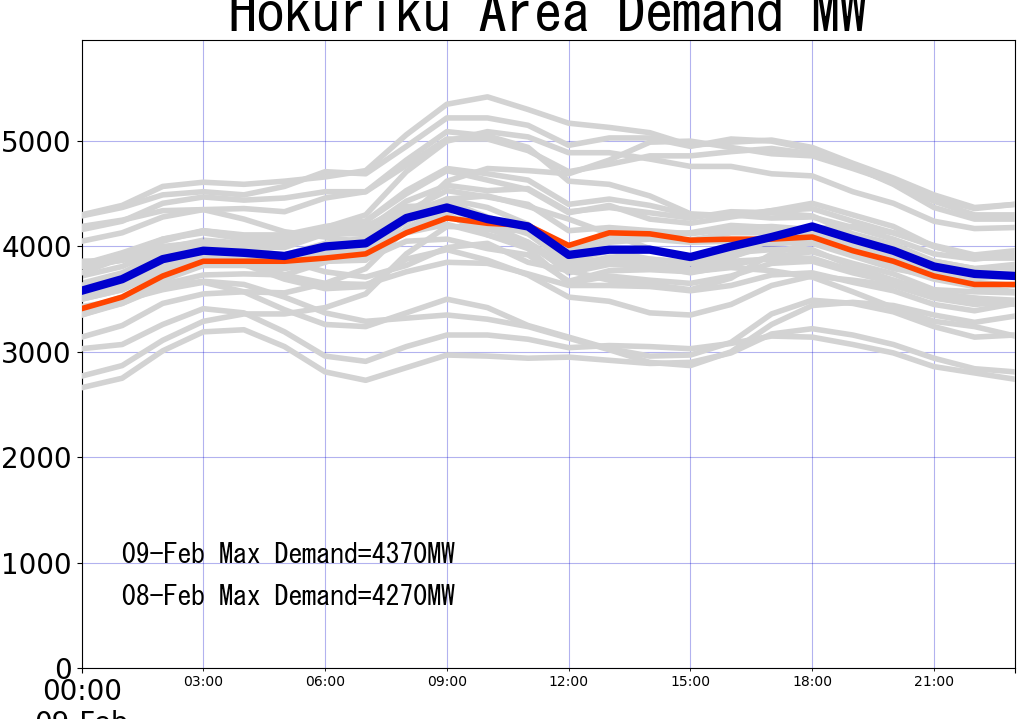 Hokuriku Area Demand MW
5000
4000
3000
2000
1000
0
09-Feb Max Demand=4370MW
08-Feb Max Demand=4270MW
00:00 03:00 06:00 09:00 12:00 15:00 18:00 21:00
09-Feb